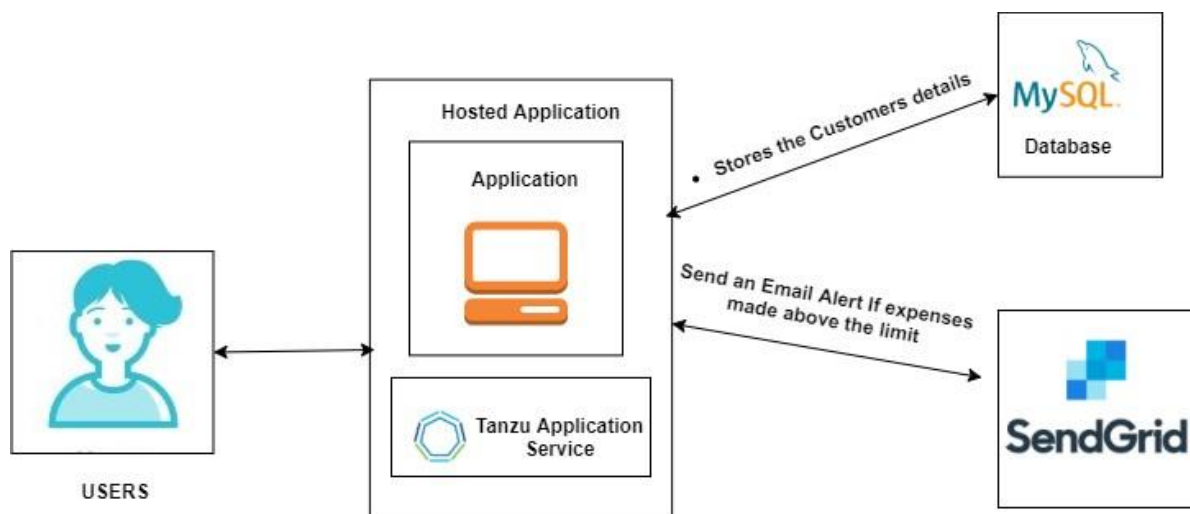 Hosted Application
Application
Tanzu Application
Service
USERS
• Stores the Customers details
Send an Email Alert If expenses
made above the limit
MySQL
Database
SendGrid